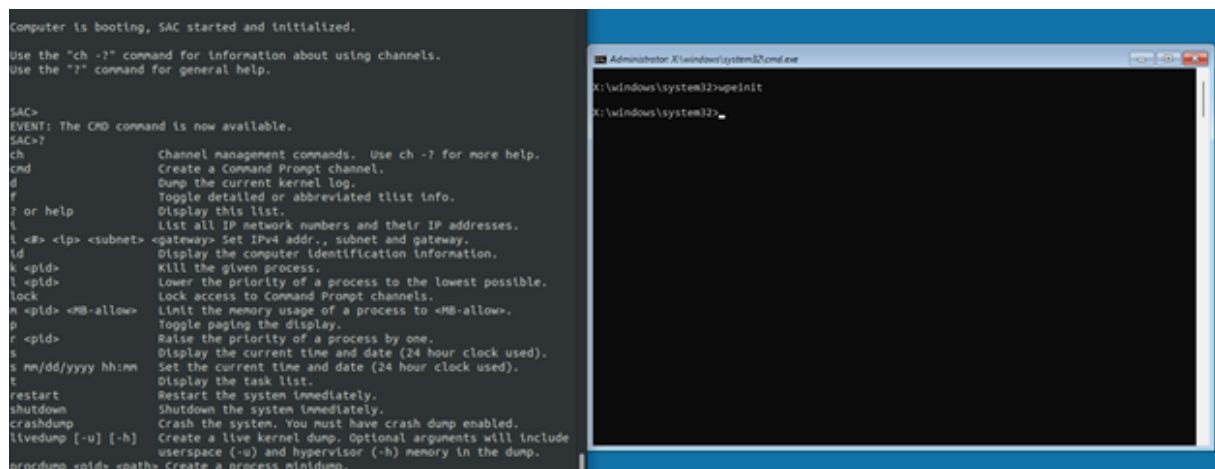 Computer is booting, SAC started and initialized.
Use the "ch -?" command for information about using channels.
Use the "?" command for general help.
SAC>
EVENT: The CMD command is now available.
SAC>?
ch Channel management commands. Use ch -? for more help.
cmd Create a Command Prompt channel.
d Dump the current kernel log.
f Toggle detailed or abbreviated tlist info.
? or help Display this list.
i List all IP network numbers and their IP addresses.
i <#> <ip> <subnet> <gateway> Set IPv4 addr., subnet and gateway.
id Display the computer identification information.
k <pid> Kill the given process.
l <pid> Lower the priority of a process to the lowest possible.
lock Lock access to Command Prompt channels.
m <pid> <MB-allow> Limit the memory usage of a process to <MB-allow>.
p Toggle paging the display.
r <pid> Raise the priority of a process by one.
s Display the current time and date (24 hour clock used).
s mm/dd/yyyy hh:mm Set the current time and date (24 hour clock used).
t Display the task list.
restart Restart the system immediately.
shutdown Shutdown the system immediately.
crashdump Crash the system. You must have crash dump enabled.
livedump [-u] [-h] Create a live kernel dump. Optional arguments will include
userspace (-u) and hypervisor (-h) memory in the dump.
procdump <pid> <path> Create a process minidump.
Administrator: X:\windows\system32\cmd.exe
X:\windows\system32>wpeinit
X:\windows\system32>